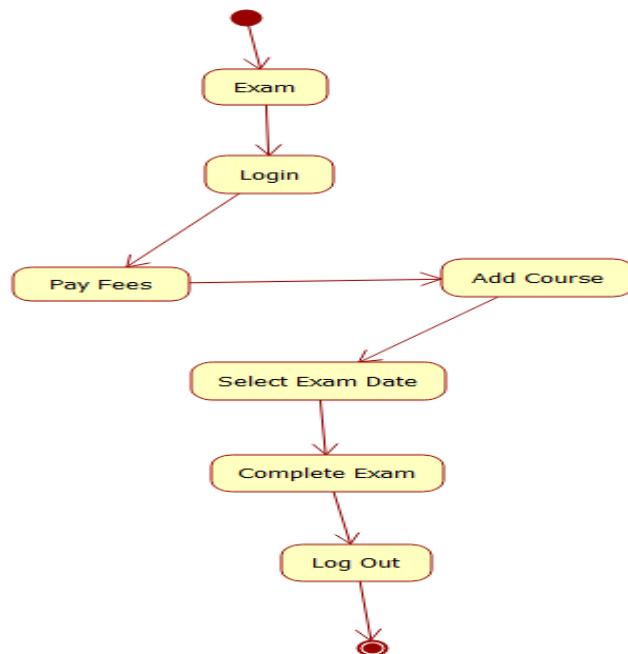 Exam
Login
Pay Fees
Add Course
Select Exam Date
Complete Exam
Log Out